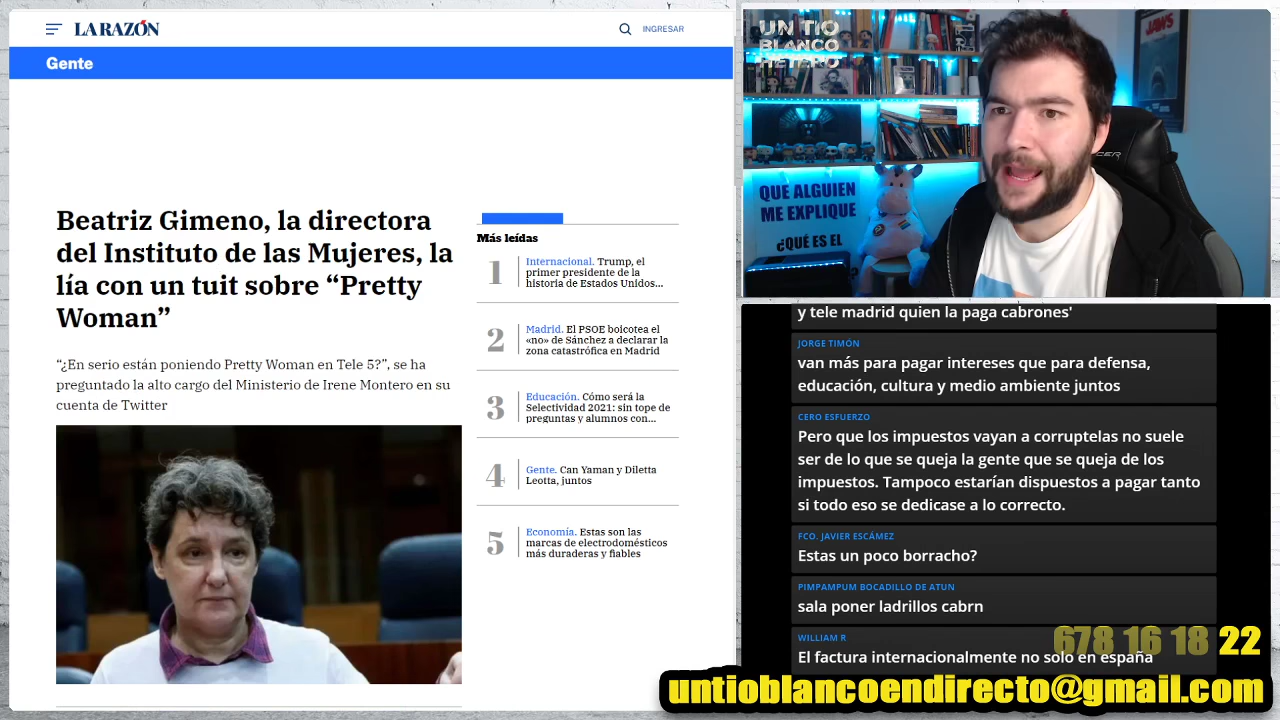 LA RAZÓN
INGRESAR
Gente
Beatriz Gimeno, la directora
del Instituto de las Mujeres, la
lía con un tuit sobre “Pretty
Woman”
“¿En serio están poniendo Pretty Woman en Tele 5?”, se ha
preguntado la alto cargo del Ministerio de Irene Montero en su
cuenta de Twitter
Más leídas
1
Internacional. Trump, el
primer presidente de la
historia de Estados Unidos...
2
Madrid. El PSOE boicotea el
«no» de Sánchez a declarar la
zona catastrófica en Madrid
3
Educación. Cómo será la
Selectividad 2021: sin tope de
preguntas y alumnos con...
4
Gente. Can Yaman y Diletta
Leotta, juntos
5
Economía. Estas son las
marcas de electrodomésticos
más duraderas y fiables
UN TIO
BLANCO
HETERO
JAWS
QUE ALGUIEN
ME EXPLIQUE
¿QUÉ ES EL
y tele madrid quien la paga cabrones'
JORGE TIMÓN
van más para pagar intereses que para defensa,
educación, cultura y medio ambiente juntos
CERO ESFUERZO
Pero que los impuestos vayan a corruptelas no suele
ser de lo que se queja la gente que se queja de los
impuestos. Tampoco estarían dispuestos a pagar tanto
si todo eso se dedicase a lo correcto.
FCO. JAVIER ESCÁMEZ
Estas un poco borracho?
PIMPAMPUM BOCADILLO DE ATUN
sala poner ladrillos cabrn
WILLIAM R
El factura internacionalmente no solo en españa
678 16 18 22
untioblancoendirecto@gmail.com